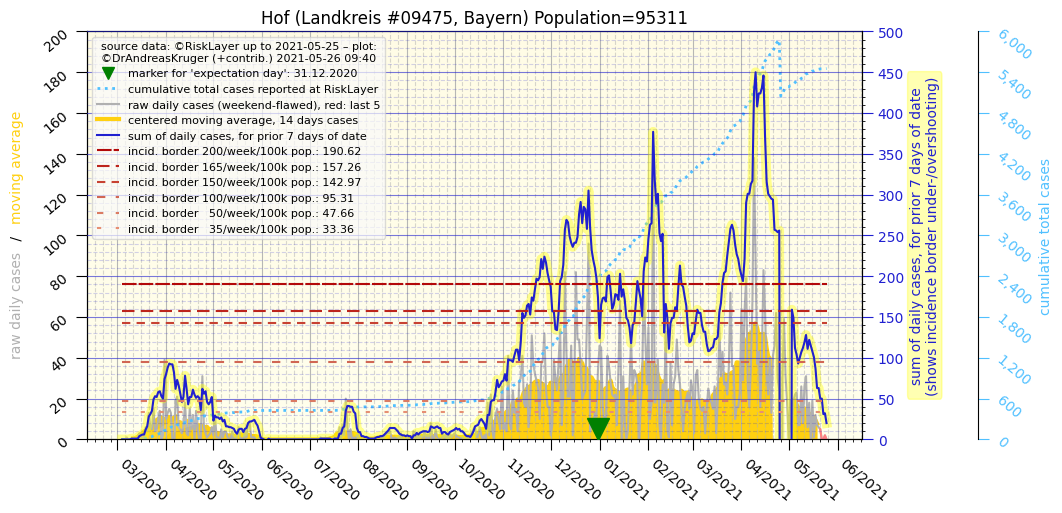 Hof (Landkreis #09475, Bayern) Population=95311
source data: ©RiskLayer up to 2021-05-25 – plot:
©DrAndreasKruger (+contrib.) 2021-05-26 09:40
marker for 'expectation day': 31.12.2020
cumulative total cases reported at RiskLayer
raw daily cases (weekend-flawed), red: last 5
centered moving average, 14 days cases
sum of daily cases, for prior 7 days of date
incid. border 200/week/100k pop.: 190.62
incid. border 165/week/100k pop.: 157.26
incid. border 150/week/100k pop.: 142.97
incid. border 100/week/100k pop.: 95.31
incid. border 50/week/100k pop.: 47.66
incid. border 35/week/100k pop.: 33.36
raw daily cases / moving average
200
180
160
140
120
100
80
60
40
20
0
03/2020
04/2020
05/2020
06/2020
07/2020
08/2020
09/2020
10/2020
11/2020
12/2020
01/2021
02/2021
03/2021
04/2021
05/2021
06/2021
500
450
400
350
300
250
200
150
100
50
0
sum of daily cases, for prior 7 days of date
(shows incidence border under-/overshooting)
6,000
5,400
4,800
4,200
3,600
3,000
2,400
1,800
1,200
600
0
cumulative total cases